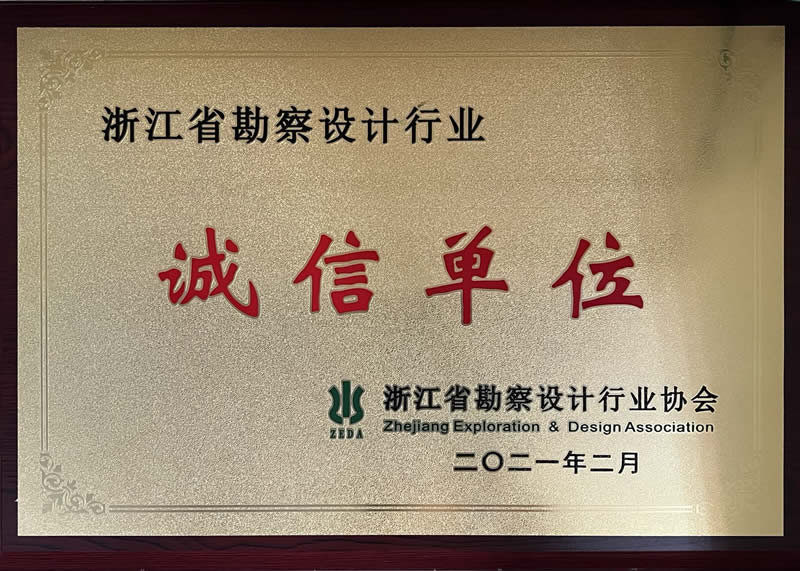 浙江省勘察设计行业
诚信单位
ZEDA
浙江省勘察设计行业协会
Zhejiang Exploration & Design Association
二〇二一年二月